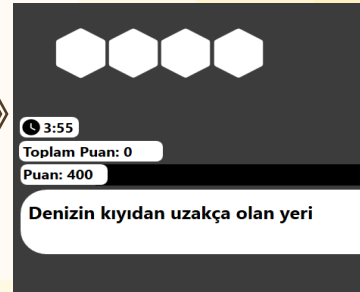 3:55
Toplam Puan: 0
Puan: 400
Denizin kıyıdan uzakça olan yeri